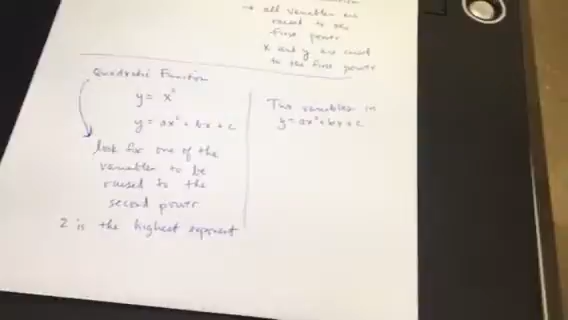 → all variables are
raised to the
first power
x and y are raised
to the first power
Quadratic Function
y = x²
y = ax² + bx + c
look for one of the
variables to be
raised to the
second power
2 is the highest exponent
Two variables in
y = ax² + bx + c